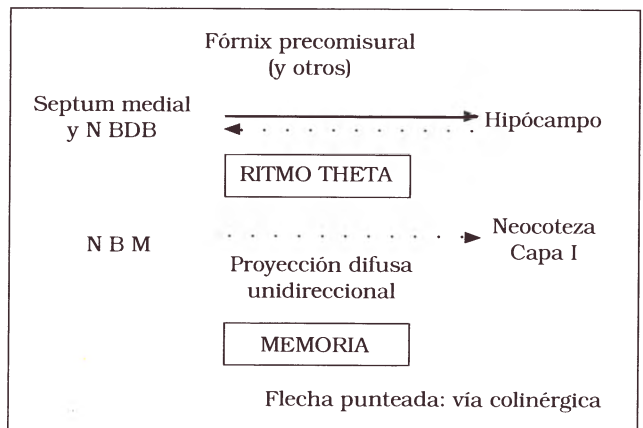 Fórnix precomisural
(y otros)
Septum medial
y N BDB
Hipócampo
RITMO THETA
N B M
Neocoteza
Capa I
Proyección difusa
unidireccional
MEMORIA
Flecha punteada: vía colinérgica